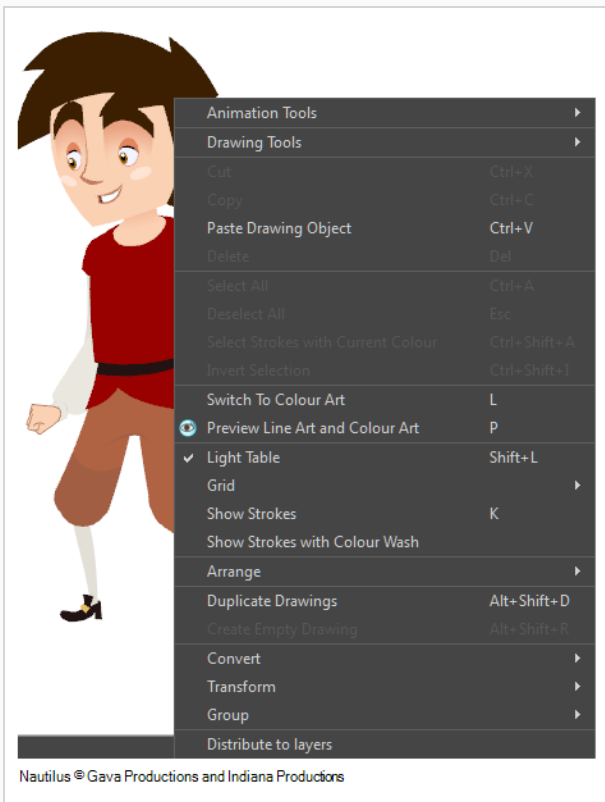 Animation Tools
Drawing Tools
Cut Ctrl+X
Copy Ctrl+C
Paste Drawing Object Ctrl+V
Delete Del
Select All Ctrl+A
Deselect All Esc
Select Strokes with Current Colour Ctrl+Shift+A
Invert Selection Ctrl+Shift+I
Switch To Colour Art L
Preview Line Art and Colour Art P
Light Table Shift+L
Grid
Show Strokes K
Show Strokes with Colour Wash
Arrange
Duplicate Drawings Alt+Shift+D
Create Empty Drawing Alt+Shift+R
Convert
Transform
Group
Distribute to layers
Nautilus © Gava Productions and Indiana Productions